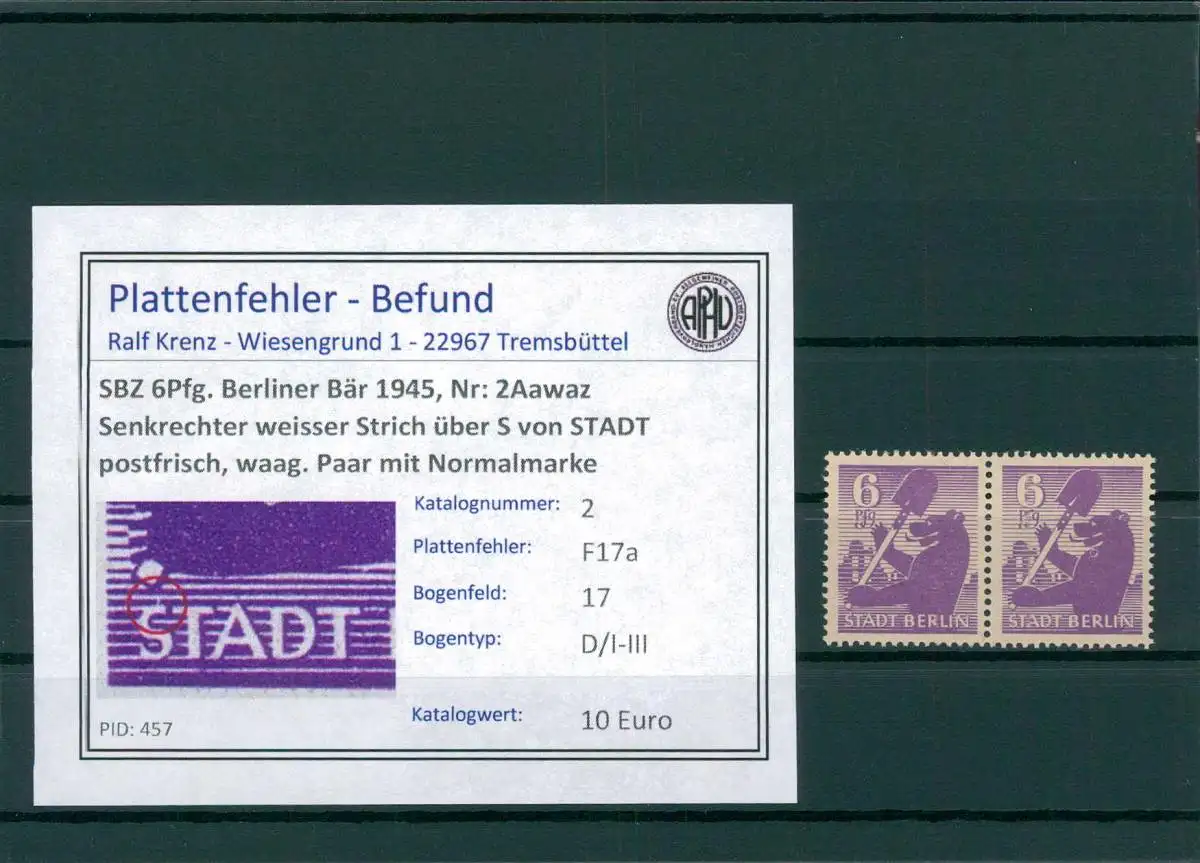 Plattenfehler - Befund
Ralf Krenz - Wiesengrund 1 - 22967 Tremsbüttel
APHV
SBZ 6Pfg. Berliner Bär 1945, Nr: 2Aawaz
Senkrechter weisser Strich über S von STADT
postfrisch, waag. Paar mit Normalmarke
STADT
Katalognummer: 2
Plattenfehler: F17a
Bogenfeld: 17
Bogentyp: D/I-III
Katalogwert: 10 Euro
PID: 457
6 6
Pfg Pfg
STADT BERLIN STADT BERLIN